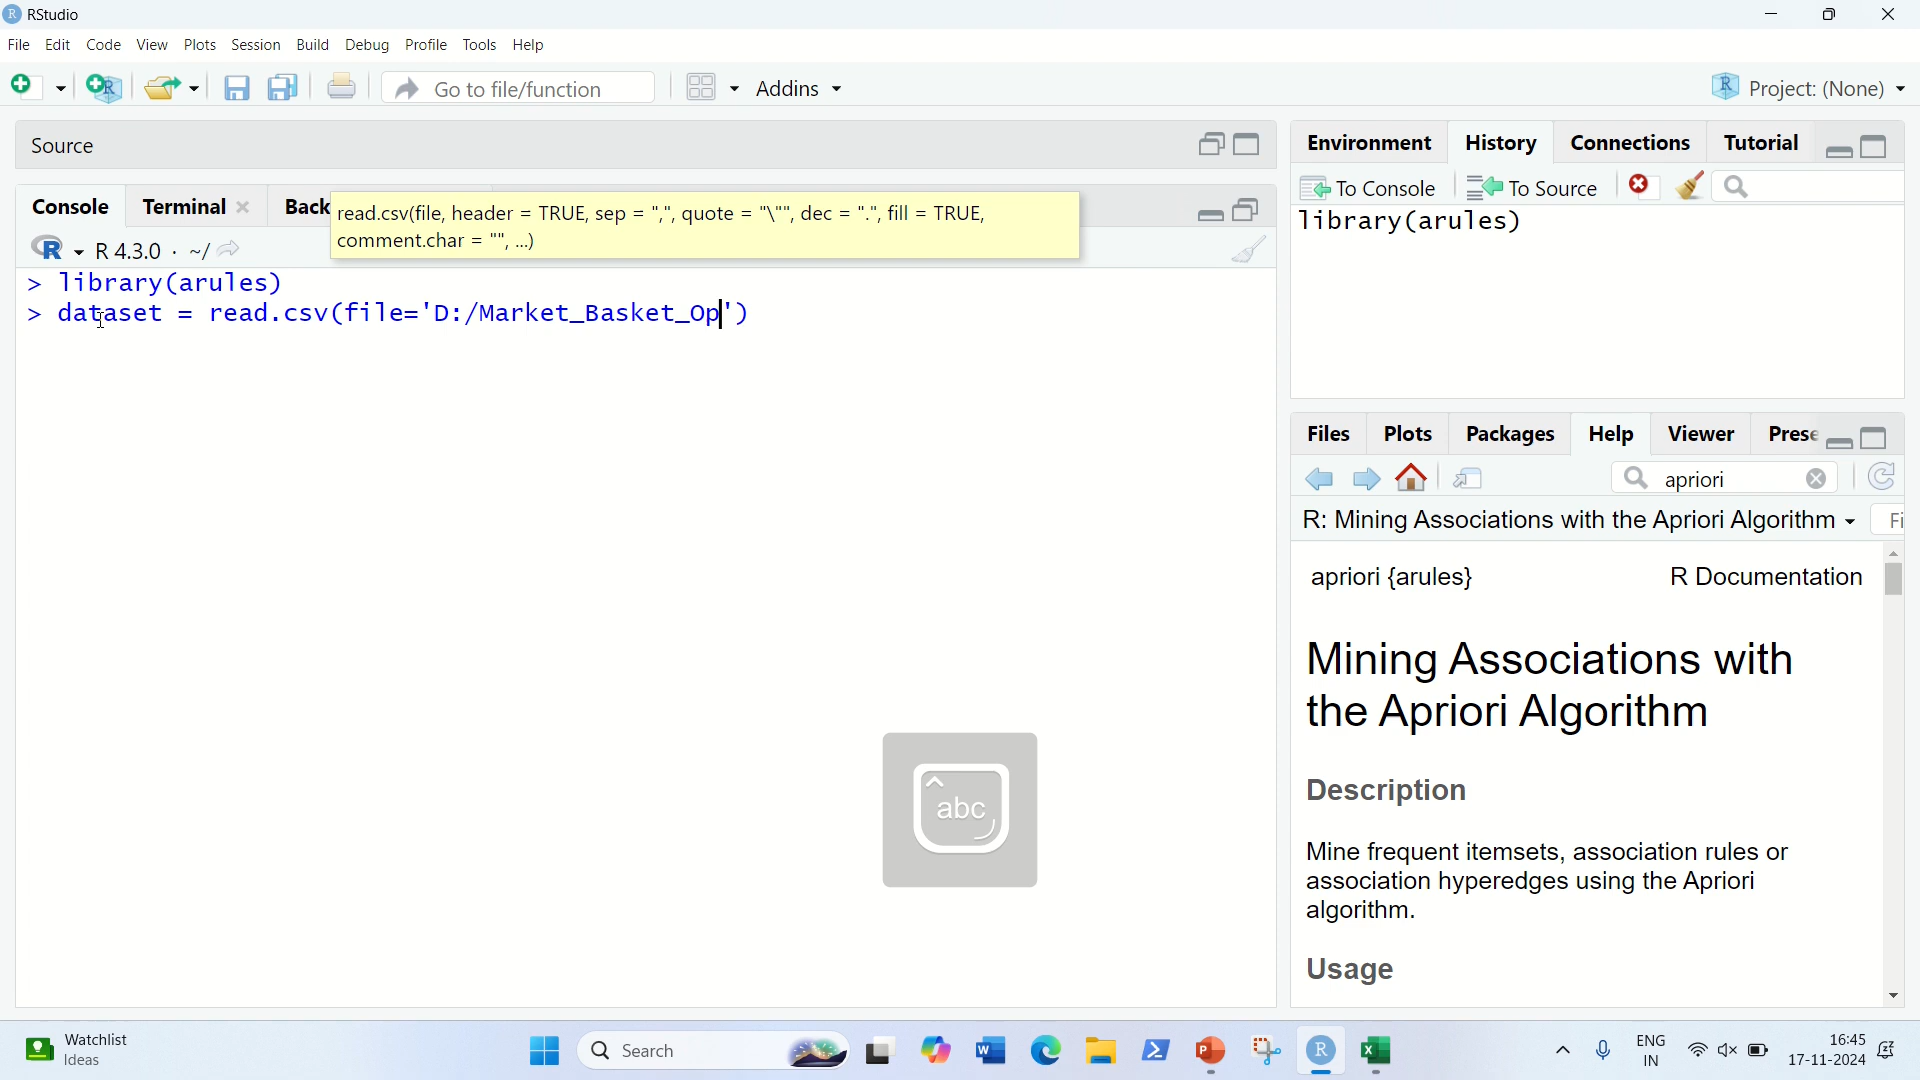 RStudio
File Edit Code View Plots Session Build Debug Profile Tools Help
Go to file/function
Addins
Project: (None)
Source
Console Terminal Back
read.csv(file, header = TRUE, sep = ",", quote = "\"", dec = ".", fill = TRUE,
comment.char = "", ...)
R 4.3.0 · ~/
> library(arules)
> dataset = read.csv(file='D:/Market_Basket_Op')
abc
Environment History Connections Tutorial
To Console To Source
library(arules)
Files Plots Packages Help Viewer Prese
apriori
R: Mining Associations with the Apriori Algorithm Fi
apriori {arules} R Documentation
Mining Associations with
the Apriori Algorithm
Description
Mine frequent itemsets, association rules or
association hyperedges using the Apriori
algorithm.
Usage
Watchlist
Ideas
Search
ENG
IN
16:45
17-11-2024